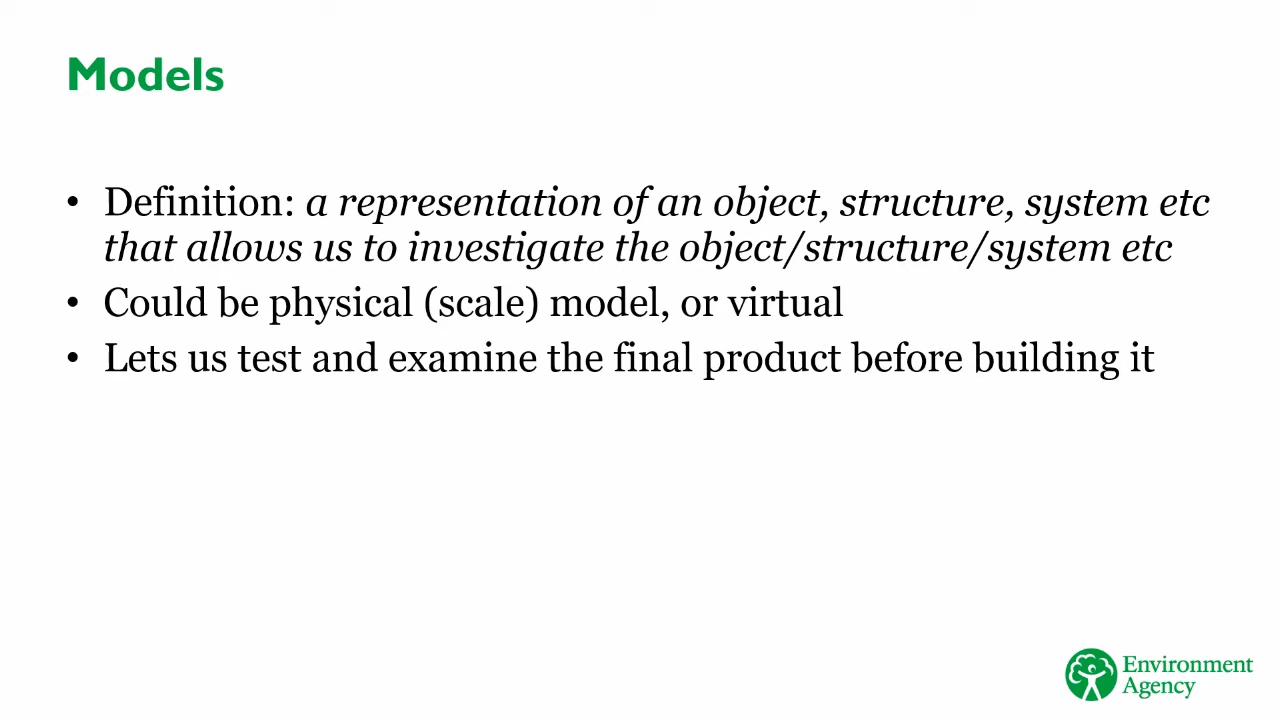 Models
• Definition: a representation of an object, structure, system etc
that allows us to investigate the object/structure/system etc
• Could be physical (scale) model, or virtual
• Lets us test and examine the final product before building it
Environment
Agency